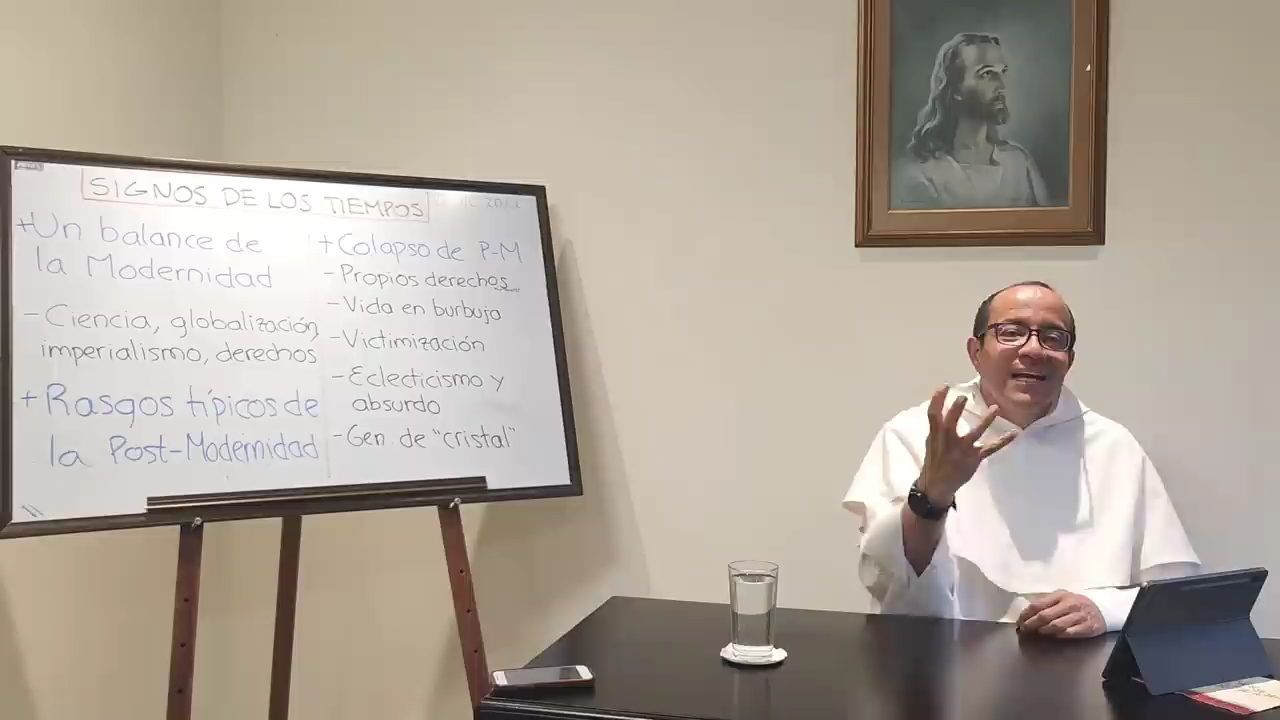 SIGNOS DE LOS TIEMPOS
+Un balance de
la Modernidad
- Ciencia, globalización
imperialismo, derechos
+ Rasgos típicos de
la Post-Modernidad
+ Colapso de P-M
- Propios derechos
- Vida en burbuja
- Victimización
- Eclecticismo y
absurdo
- Gen de "cristal"